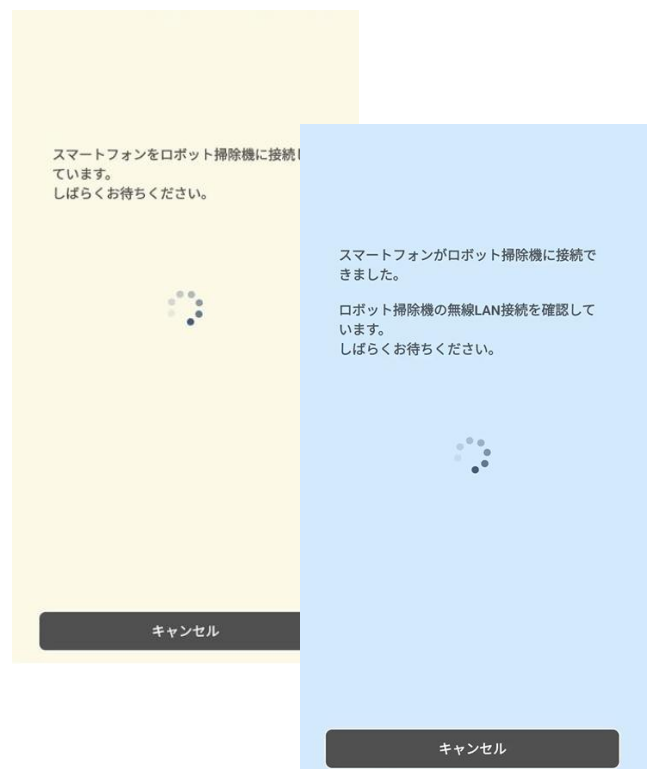 スマートフォンをロボット掃除機に接続し
ています。
しばらくお待ちください。
キャンセル
スマートフォンがロボット掃除機に接続で
きました。
ロボット掃除機の無線LAN接続を確認して
います。
しばらくお待ちください。
キャンセル